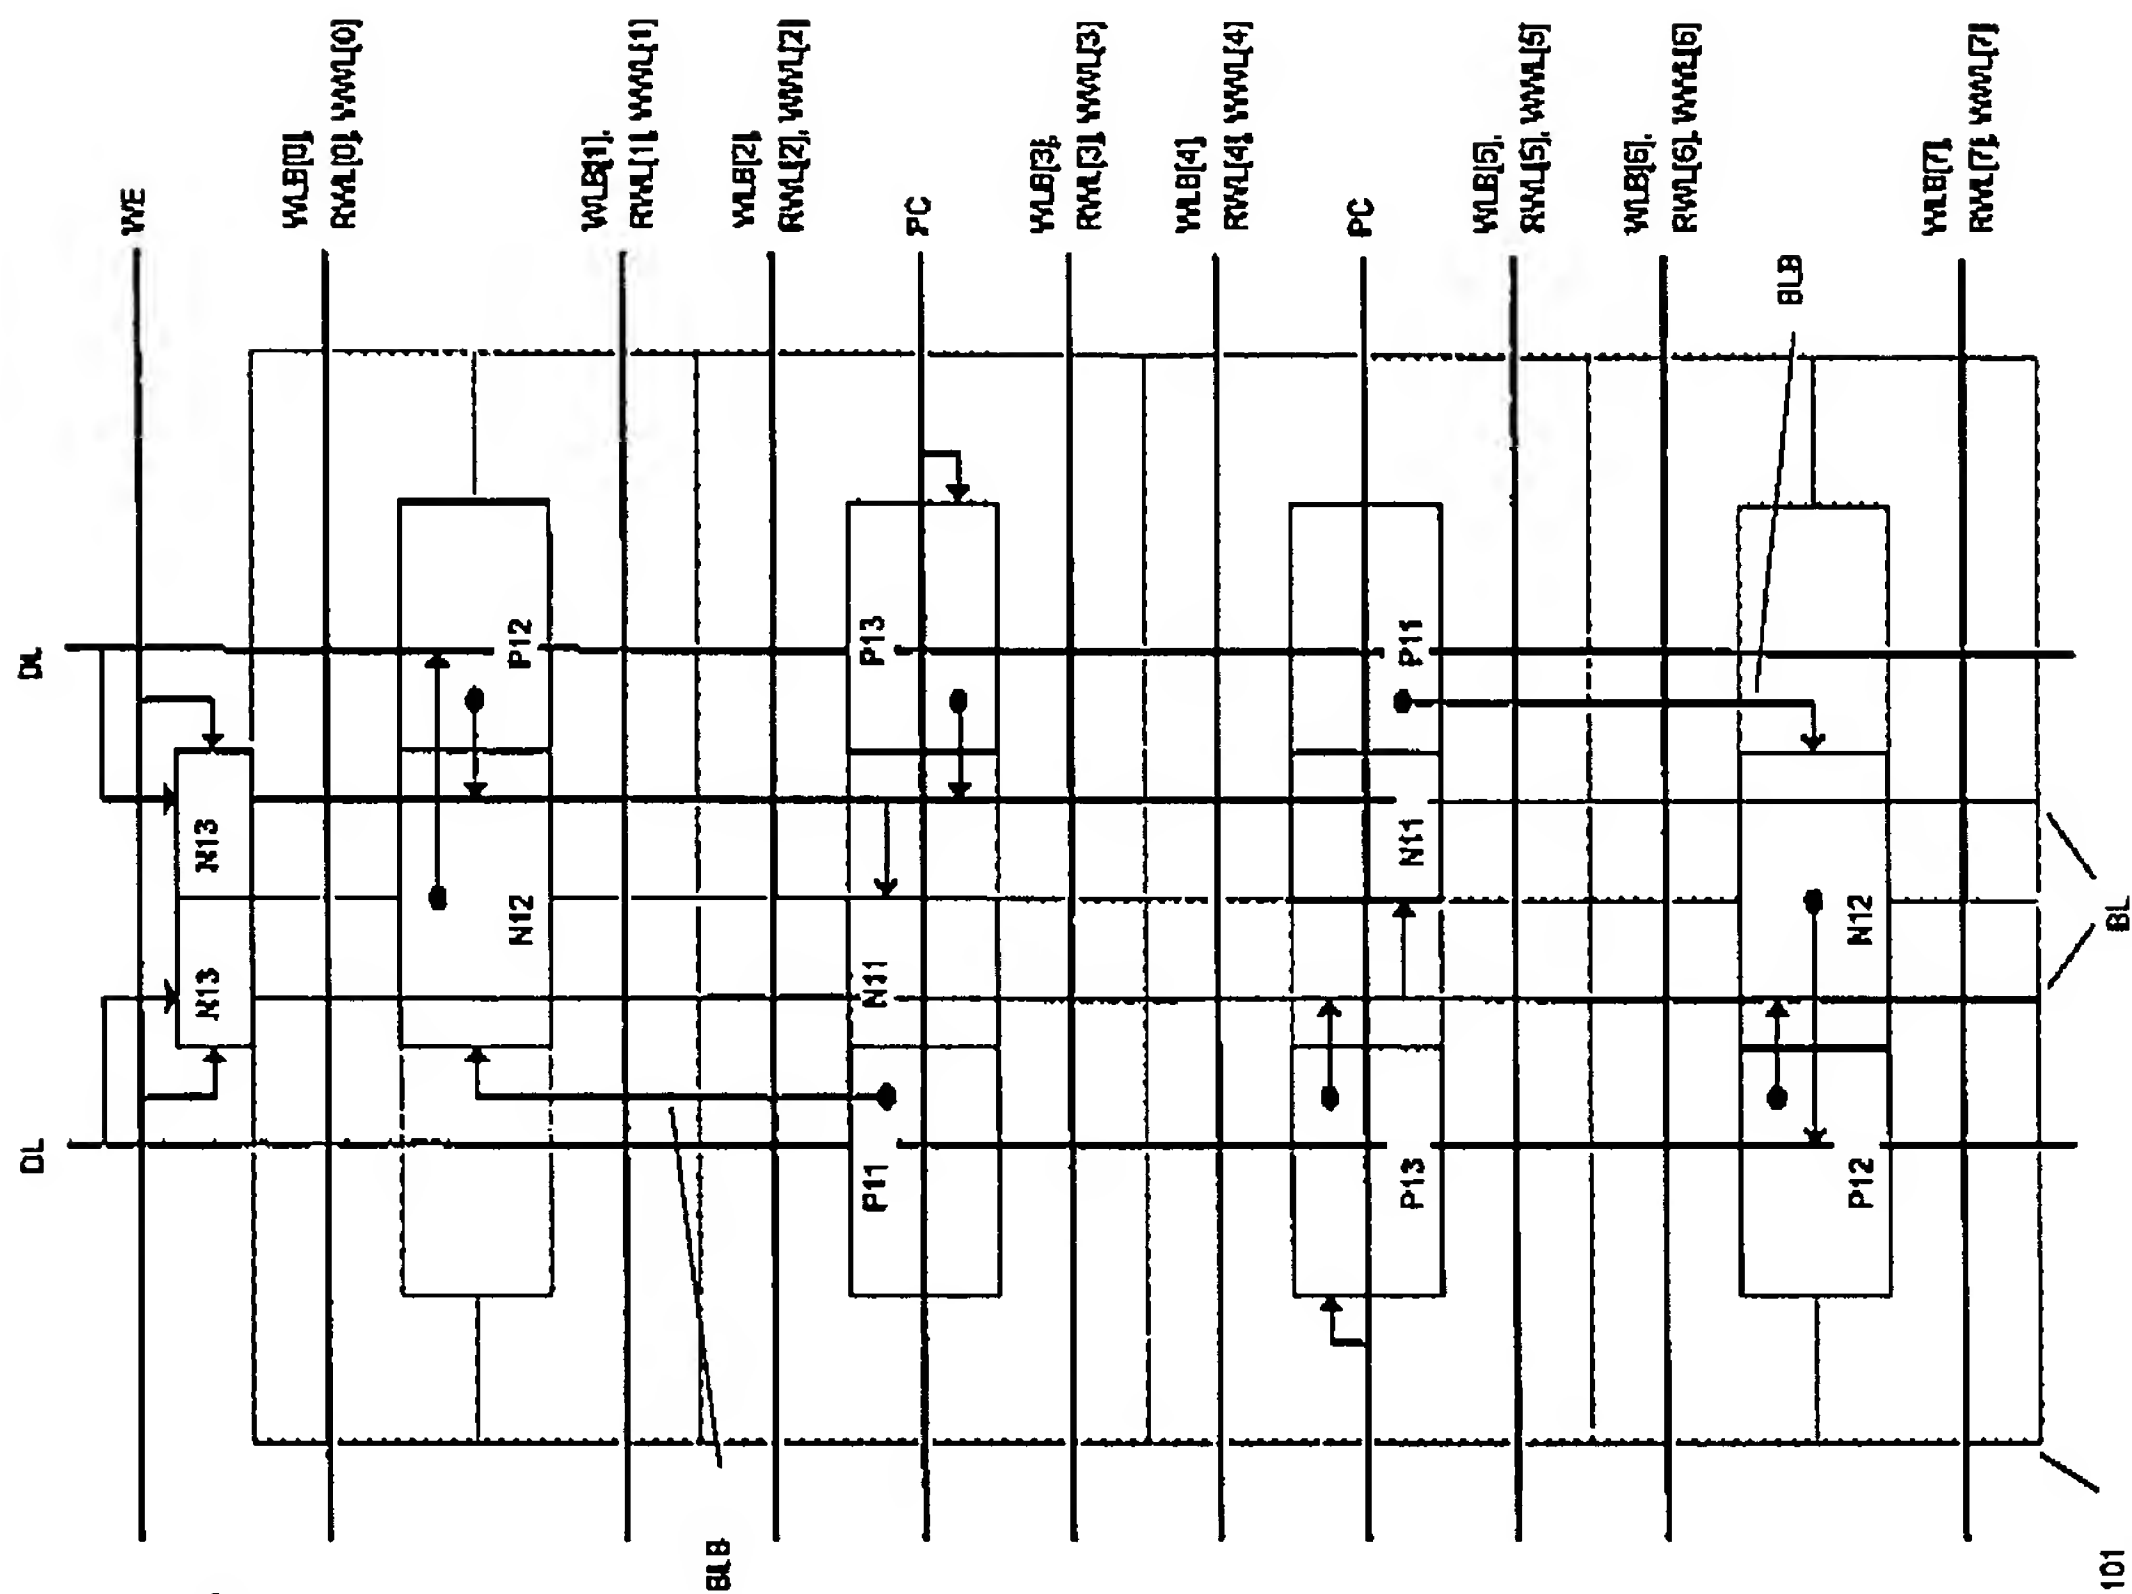 WE
WLB[0],
RWL[0], WWL[0]
WLB[1],
RWL[1], WWL[1]
WLB[2],
RWL[2], WWL[2]
PC
WLB[3],
RWL[3], WWL[3]
WLB[4],
RWL[4], WWL[4]
PC
WLB[5],
RWL[5], WWL[5]
WLB[6],
RWL[6], WWL[6]
WLB[7],
RWL[7], WWL[7]
BLB
DL
P12
P13
P11
N13
N11
N12
N13
N12
N11
BL
DL
P11
P13
P12
BLB
101